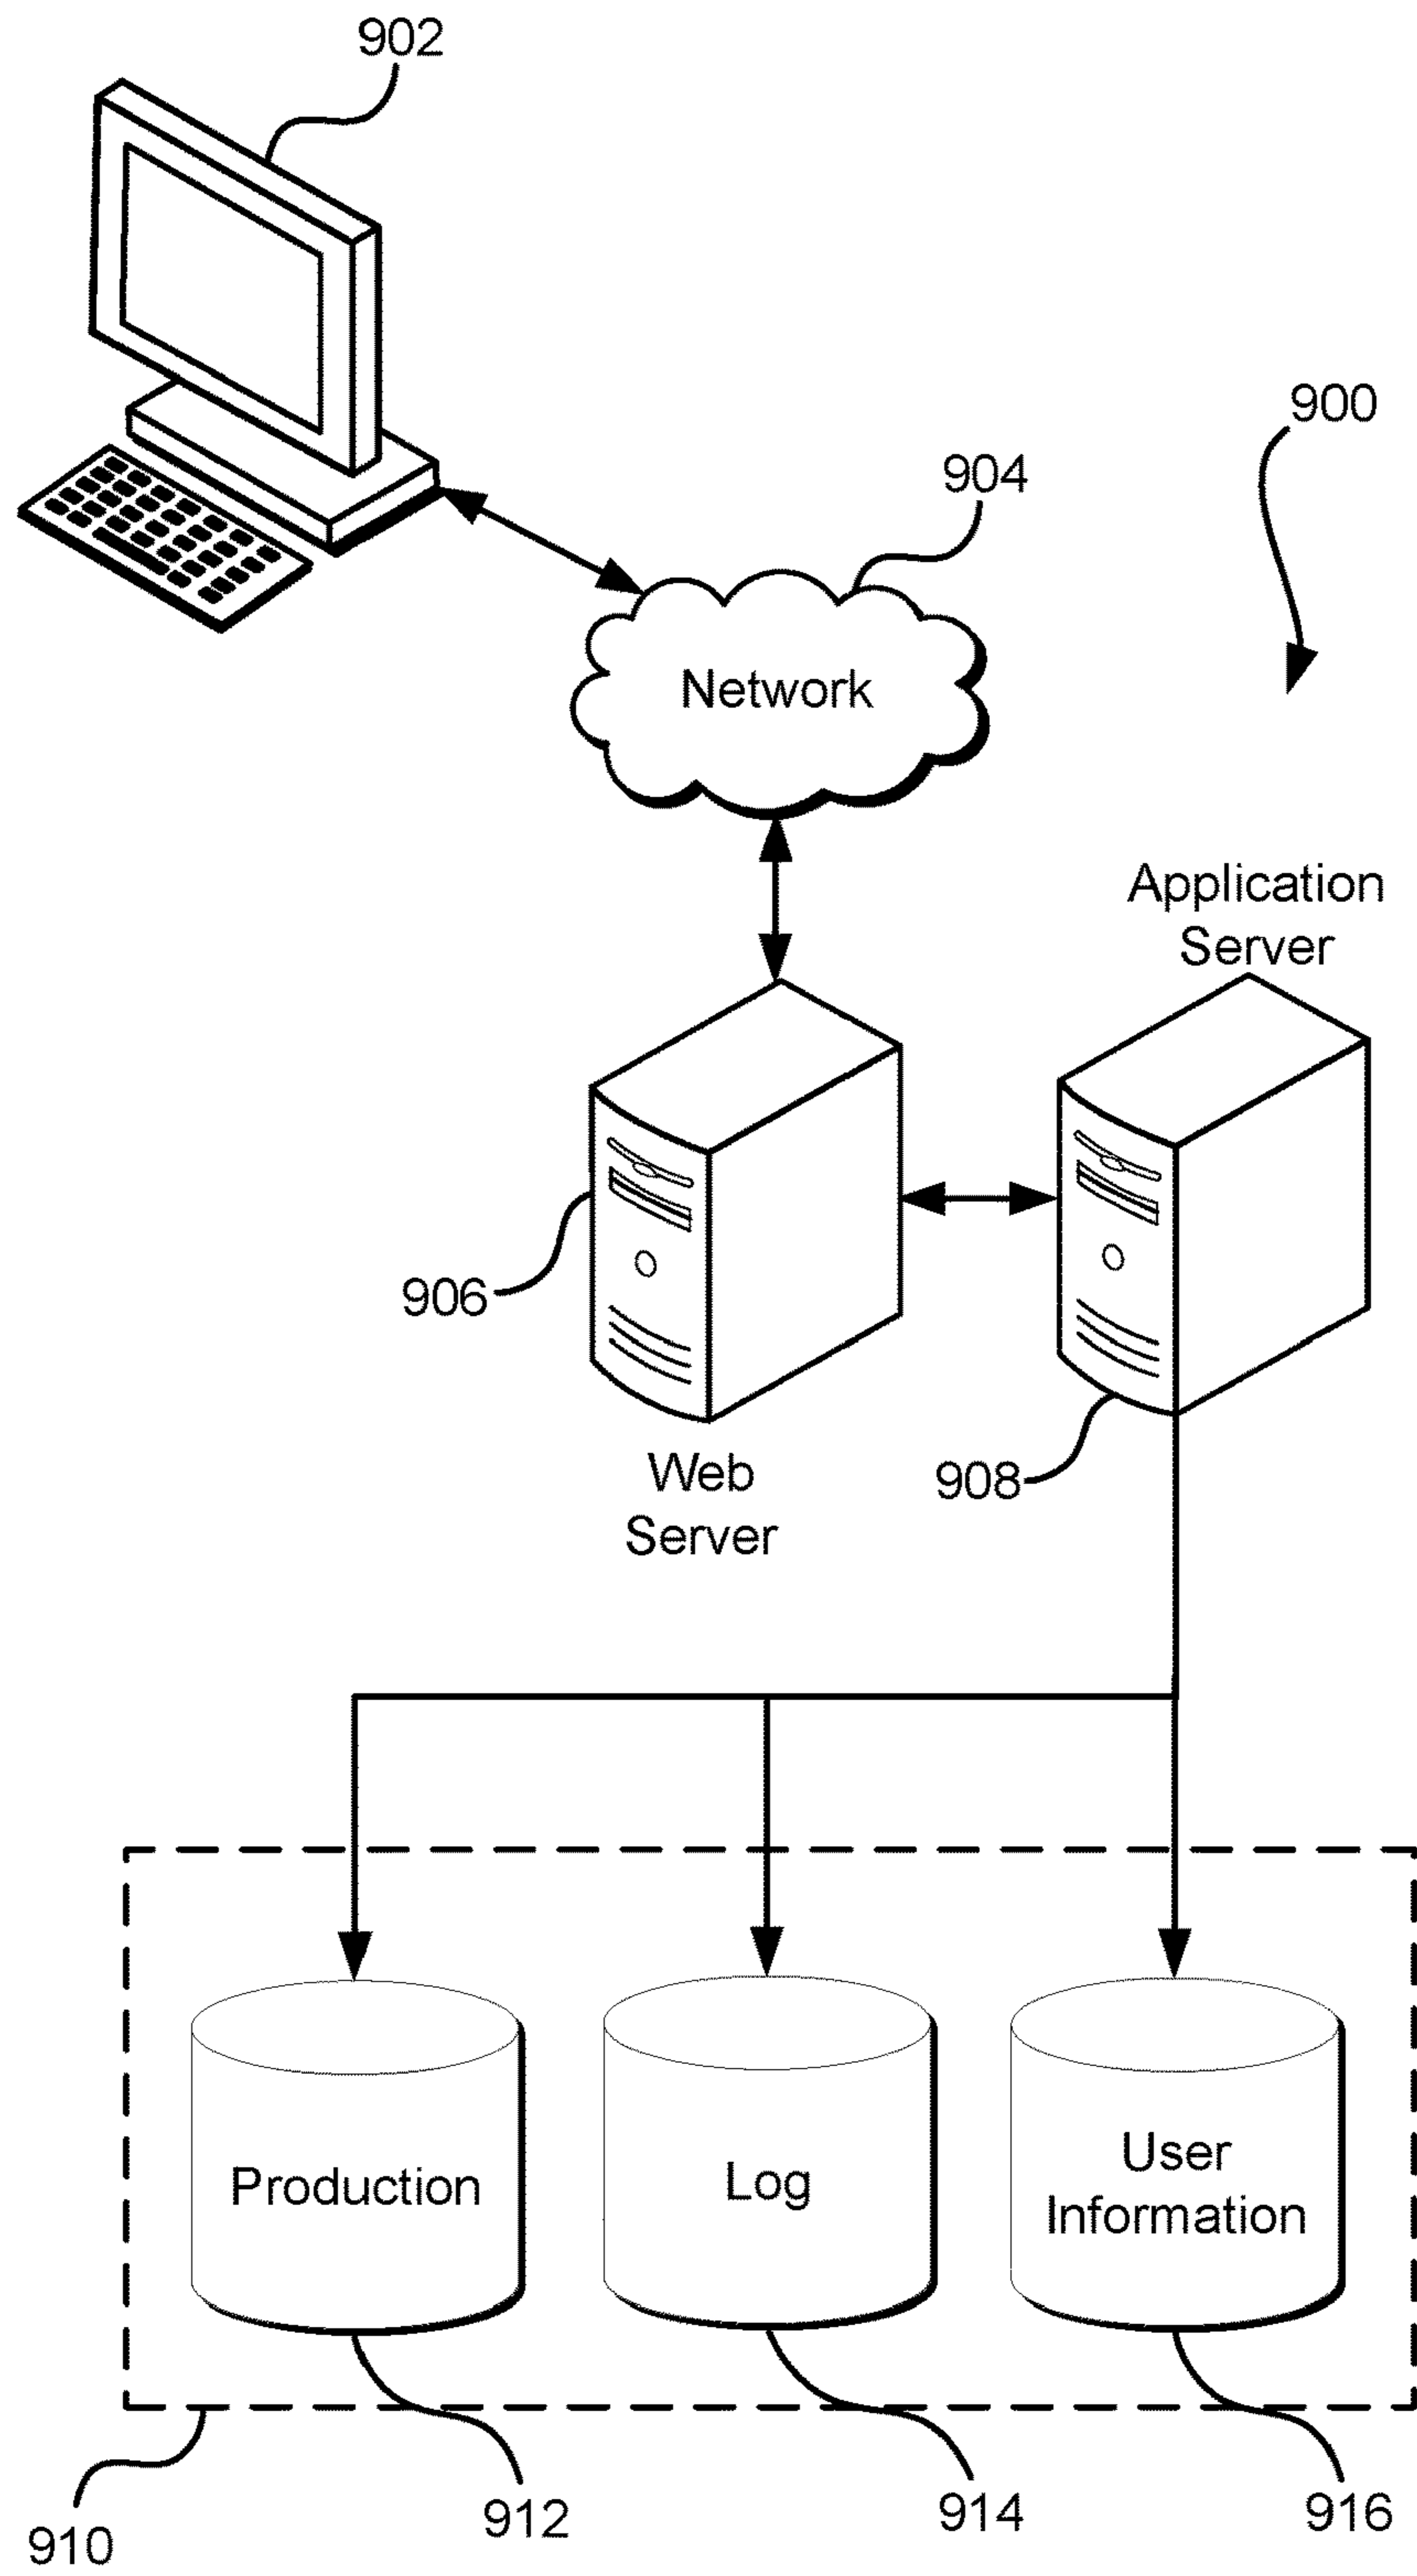 902
900
904
Network
Application
Server
906
Web
Server
908
Production
Log
User
Information
910
912
914
916